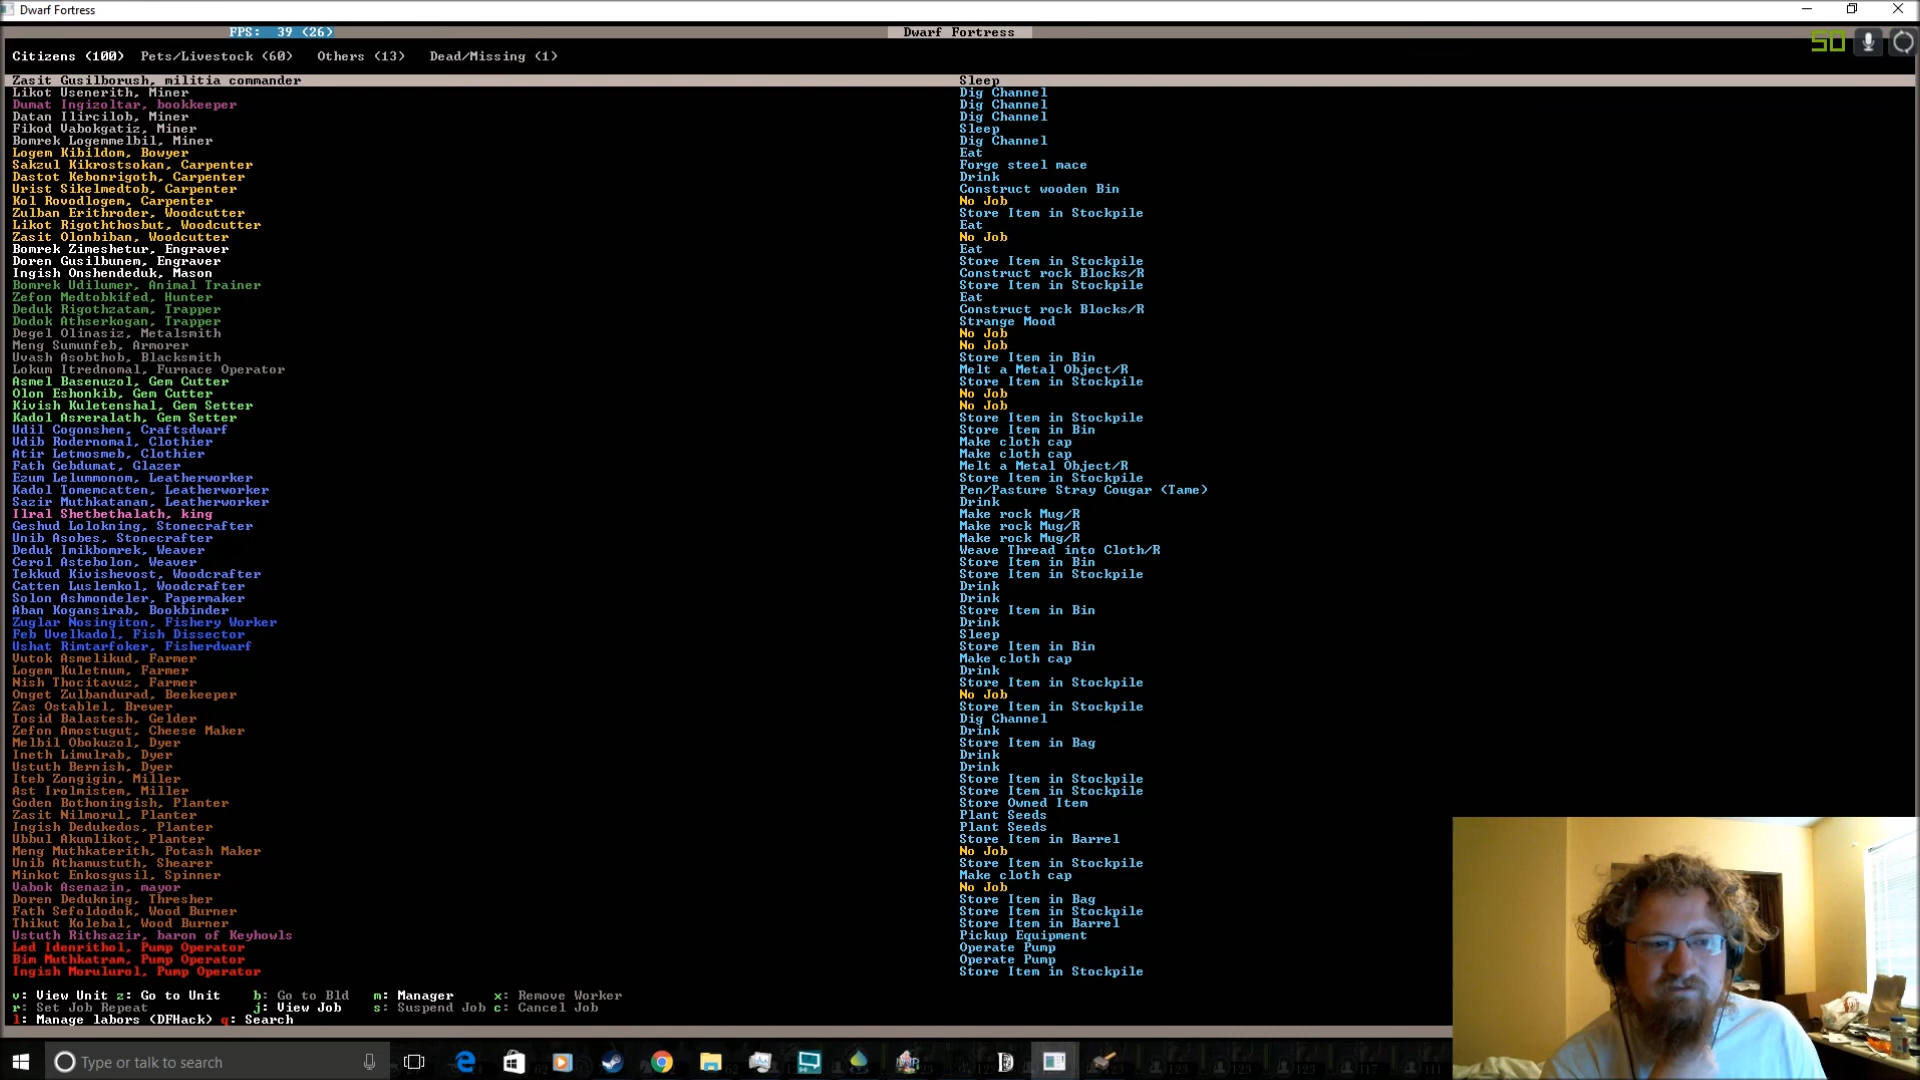 Dwarf Fortress
FPS: 39 (26) Dwarf Fortress
50
Citizens (100) Pets/Livestock (60) Others (13) Dead/Missing (1)
Zasit Gusilborush, militia commander Sleep
Likot Usenerith, Miner Dig Channel
Dumat Ingizoltar, bookkeeper Dig Channel
Datan Ilircilob, Miner Dig Channel
Fikod Vabokgatiz, Miner Sleep
Bomrek Logemmelbil, Miner Dig Channel
Logem Kibildom, Bowyer Eat
Sakzul Kikrostsokan, Carpenter Forge steel mace
Dastot Kebonrigoth, Carpenter Drink
Urist Sikelmedtob, Carpenter Construct wooden Bin
Kol Rovodlogem, Carpenter No Job
Zulban Erithroder, Woodcutter Store Item in Stockpile
Likot Rigoththosbut, Woodcutter Eat
Zasit Olonbiban, Woodcutter No Job
Bomrek Zimeshetur, Engraver Eat
Doren Gusilbunem, Engraver Store Item in Stockpile
Ingish Onshendeduk, Mason Construct rock Blocks/R
Bomrek Udilumer, Animal Trainer Store Item in Stockpile
Zefon Medtobkifed, Hunter Eat
Deduk Rigothzatam, Trapper Construct rock Blocks/R
Dodok Athserkogan, Trapper Strange Mood
Degel Olinasiz, Metalsmith No Job
Meng Sumunfeb, Armorer No Job
Uvash Asobthob, Blacksmith Store Item in Bin
Lokum Itrednomal, Furnace Operator Melt a Metal Object/R
Asmel Basenuzol, Gem Cutter Store Item in Stockpile
Olon Eshonkib, Gem Cutter No Job
Kivish Kuletenshal, Gem Setter No Job
Kadol Asreralath, Gem Setter Store Item in Stockpile
Udil Cogonshen, Craftsdwarf Store Item in Bin
Udib Rodernomal, Clothier Make cloth cap
Atir Letmosmeb, Clothier Make cloth cap
Fath Gebdumat, Glazer Melt a Metal Object/R
Ezum Lelummonom, Leatherworker Store Item in Stockpile
Kadol Tomemcatten, Leatherworker Pen/Pasture Stray Cougar (Tame)
Sazir Muthkatanan, Leatherworker Drink
Ilral Shetbethalath, king Make rock Mug/R
Geshud Lolokning, Stonecrafter Make rock Mug/R
Unib Asobes, Stonecrafter Make rock Mug/R
Deduk Imikbomrek, Weaver Weave Thread into Cloth/R
Cerol Astebolon, Weaver Store Item in Bin
Tekkud Kivishevost, Woodcrafter Store Item in Stockpile
Catten Luslemkol, Woodcrafter Drink
Solon Ashmondeler, Papermaker Drink
Aban Kogansirab, Bookbinder Store Item in Bin
Zuglar Nosingiton, Fishery Worker Drink
Feb Uvelkadol, Fish Dissector Sleep
Ushat Rimtarfoker, Fisherdwarf Store Item in Bin
Vutok Asmelikud, Farmer Make cloth cap
Logem Kuletnum, Farmer Drink
Nish Thocitavuz, Farmer Store Item in Stockpile
Onget Zulbandurad, Beekeeper No Job
Zas Ostablel, Brewer Store Item in Stockpile
Tosid Balastesh, Gelder Dig Channel
Zefon Amostugut, Cheese Maker Drink
Melbil Obokuzol, Dyer Store Item in Bag
Ineth Limulrab, Dyer Drink
Ustuth Bernish, Dyer Drink
Iteb Zongigin, Miller Store Item in Stockpile
Ast Irolmistem, Miller Store Item in Stockpile
Goden Bothoningish, Planter Store Owned Item
Zasit Nilmorul, Planter Plant Seeds
Ingish Dedukedos, Planter Plant Seeds
Ubbul Akumlikot, Planter Store Item in Barrel
Meng Muthkaterith, Potash Maker No Job
Unib Athamustuth, Shearer Store Item in Stockpile
Minkot Enkosgusil, Spinner Make cloth cap
Vabok Asenazin, mayor No Job
Doren Dedukning, Thresher Store Item in Bag
Fath Sefoldodok, Wood Burner Store Item in Stockpile
Thikut Kolebal, Wood Burner Store Item in Barrel
Ustuth Rithsazir, baron of Keyhowls Pickup Equipment
Led Idenrithol, Pump Operator Operate Pump
Bim Muthkatram, Pump Operator Operate Pump
Ingish Morulurol, Pump Operator Store Item in Stockpile
v: View Unit z: Go to Unit b: Go to Bld m: Manager x: Remove Worker
r: Set Job Repeat j: View Job s: Suspend Job c: Cancel Job
l: Manage labors (DFHack) q: Search
Type or talk to search